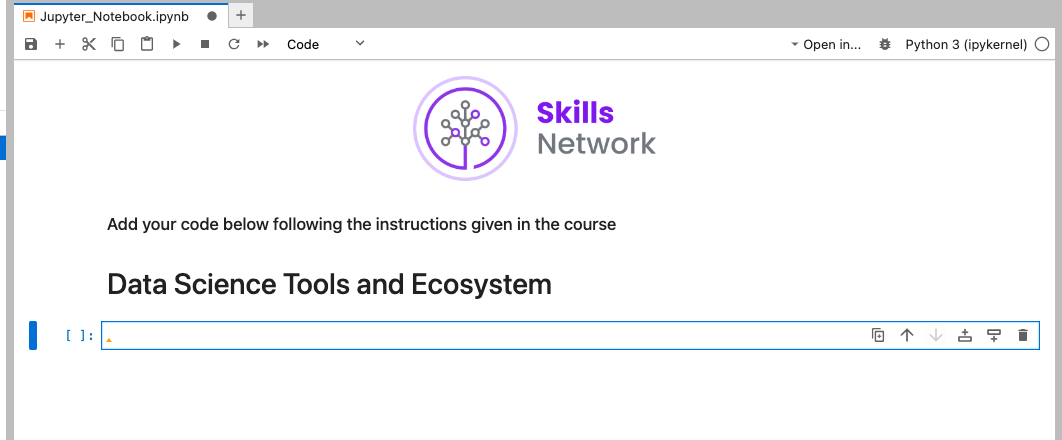 Jupyter_Notebook.ipynb
Code
Open in...
Python 3 (ipykernel)
Skills
Network
Add your code below following the instructions given in the course
Data Science Tools and Ecosystem
[ ]: